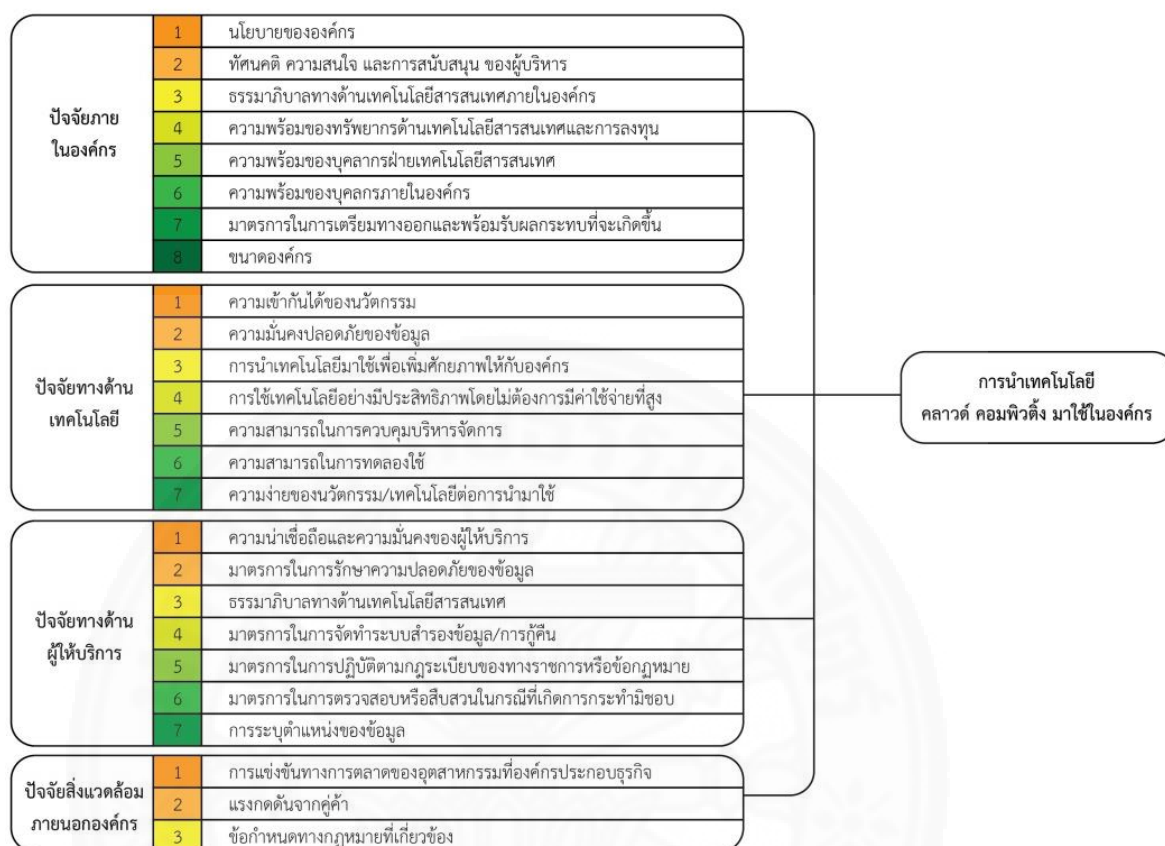 ปัจจัยภาย
ในองค์กร
1 นโยบายขององค์กร
2 ทัศนคติ ความสนใจ และการสนับสนุน ของผู้บริหาร
3 ธรรมาภิบาลทางด้านเทคโนโลยีสารสนเทศภายในองค์กร
4 ความพร้อมของทรัพยากรด้านเทคโนโลยีสารสนเทศและการลงทุน
5 ความพร้อมของบุคลากรฝ่ายเทคโนโลยีสารสนเทศ
6 ความพร้อมของบุคลกรภายในองค์กร
7 มาตรการในการเตรียมทางออกและพร้อมรับผลกระทบที่จะเกิดขึ้น
8 ขนาดองค์กร
ปัจจัยทางด้าน
เทคโนโลยี
1 ความเข้ากันได้ของนวัตกรรม
2 ความมั่นคงปลอดภัยของข้อมูล
3 การนำเทคโนโลยีมาใช้เพื่อเพิ่มศักยภาพให้กับองค์กร
4 การใช้เทคโนโลยีอย่างมีประสิทธิภาพโดยไม่ต้องการมีค่าใช้จ่ายที่สูง
5 ความสามารถในการควบคุมบริหารจัดการ
6 ความสามารถในการทดลองใช้
7 ความง่ายของนวัตกรรม/เทคโนโลยีต่อการนำมาใช้
ปัจจัยทางด้าน
ผู้ให้บริการ
1 ความน่าเชื่อถือและความมั่นคงของผู้ให้บริการ
2 มาตรการในการรักษาความปลอดภัยของข้อมูล
3 ธรรมาภิบาลทางด้านเทคโนโลยีสารสนเทศ
4 มาตรการในการจัดทำระบบสำรองข้อมูล/การกู้คืน
5 มาตรการในการปฏิบัติตามกฎระเบียบของทางราชการหรือข้อกฎหมาย
6 มาตรการในการตรวจสอบหรือสืบสวนในกรณีที่เกิดการกระทำมิชอบ
7 การระบุตำแหน่งของข้อมูล
ปัจจัยสิ่งแวดล้อม
ภายนอกองค์กร
1 การแข่งขันทางการตลาดของอุตสาหกรรมที่องค์กรประกอบธุรกิจ
2 แรงกดดันจากคู่ค้า
3 ข้อกำหนดทางกฎหมายที่เกี่ยวข้อง
การนำเทคโนโลยี
คลาวด์ คอมพิวติ้ง มาใช้ในองค์กร